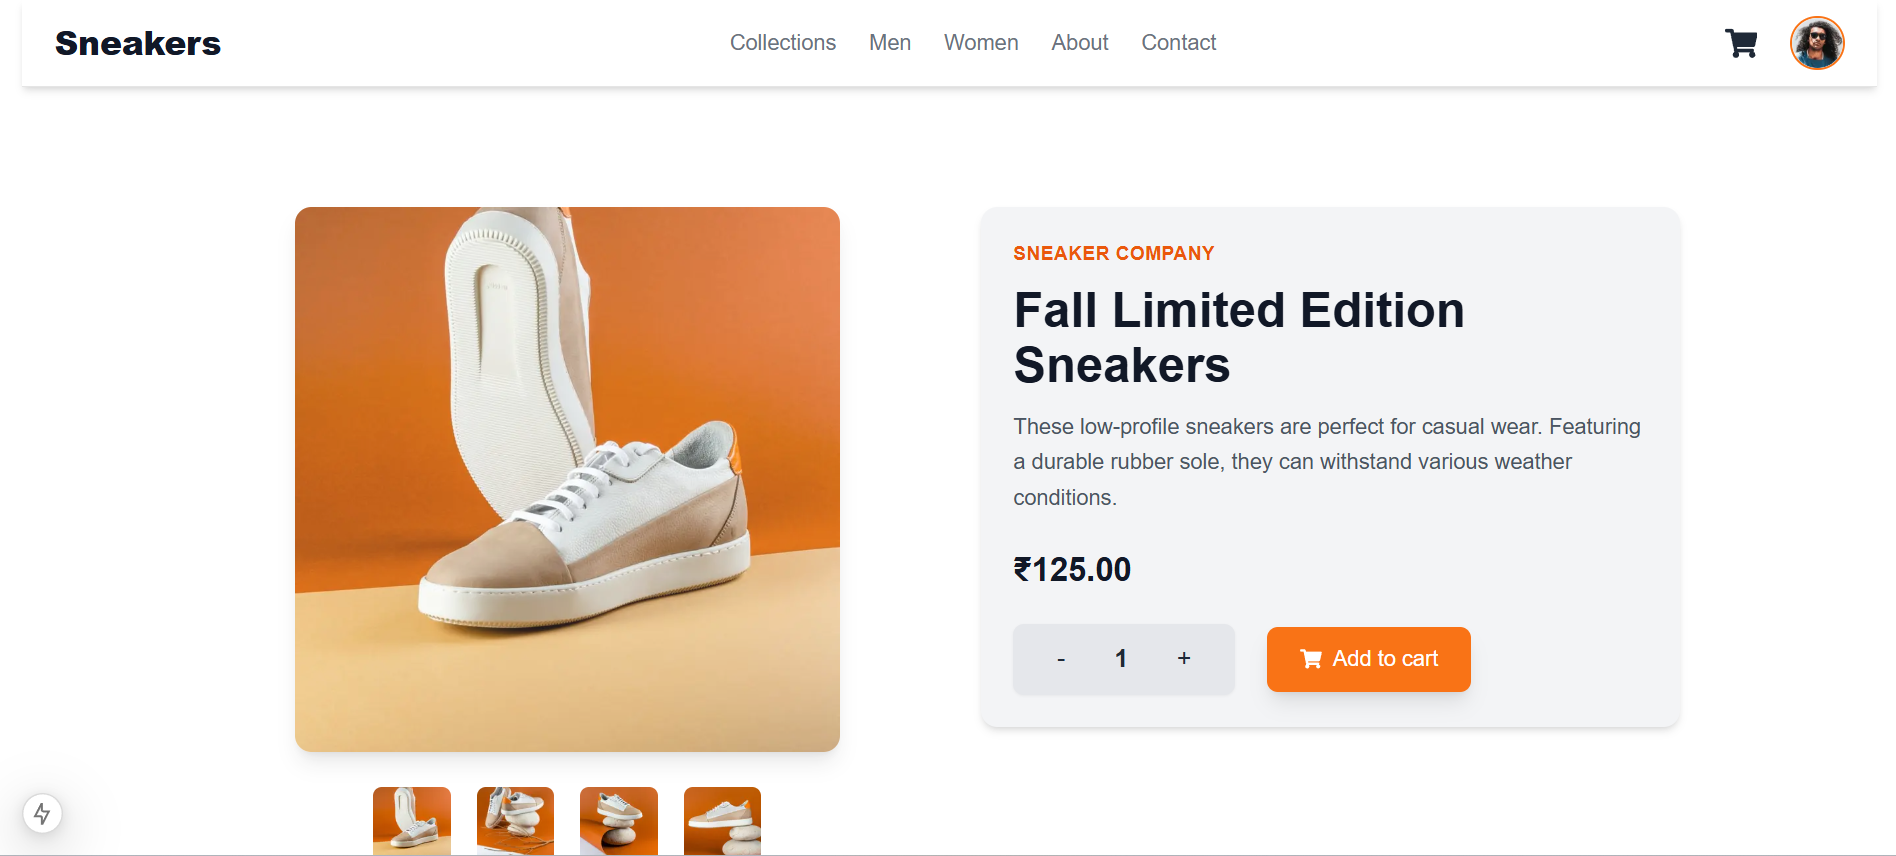 Sneakers
Collections Men Women About Contact
SNEAKER COMPANY
Fall Limited Edition
Sneakers
These low-profile sneakers are perfect for casual wear. Featuring
a durable rubber sole, they can withstand various weather
conditions.
₹125.00
- 1 +
Add to cart